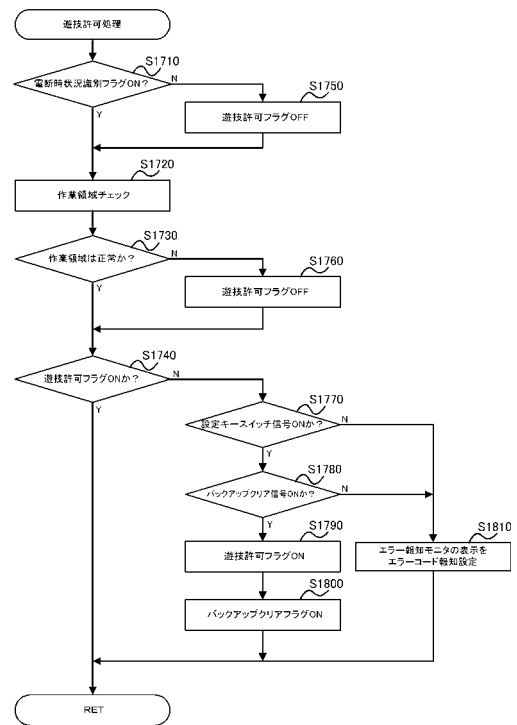 遊技許可処理
S1710
電断時状況識別フラグON？
N
Y
S1750
遊技許可フラグOFF
S1720
作業領域チェック
S1730
作業領域は正常か？
N
Y
S1760
遊技許可フラグOFF
S1740
遊技許可フラグONか？
N
Y
S1770
設定キースイッチ信号ONか？
N
Y
S1780
バックアップクリア信号ONか？
N
Y
S1790
遊技許可フラグON
S1810
エラー報知モニタの表示を
エラーコード報知設定
S1800
バックアップクリアフラグON
RET